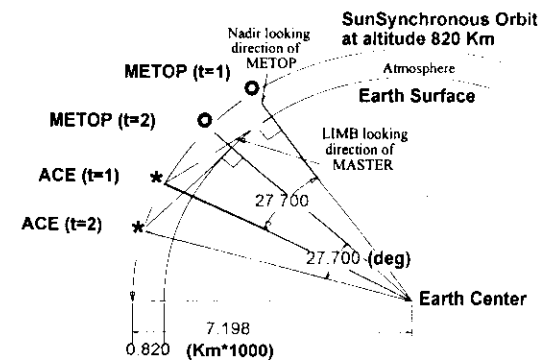 SunSynchronous Orbit
at altitude 820 Km
Nadir looking
direction of
METOP
METOP (t=1)
Atmosphere
Earth Surface
METOP (t=2)
LIMB looking
direction of
MASTER
ACE (t=1)
27.700
ACE (t=2)
27.700 (deg)
Earth Center
7.198
0.820 (Km*1000)